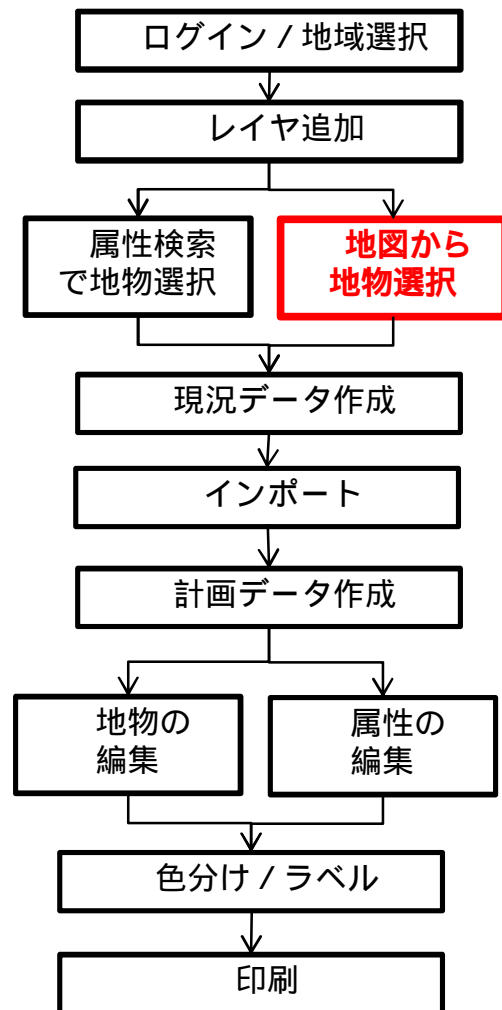 ログイン / 地域選択
レイヤ追加
属性検索
で地物選択
地図から
地物選択
現況データ作成
インポート
計画データ作成
地物の
編集
属性の
編集
色分け / ラベル
印刷